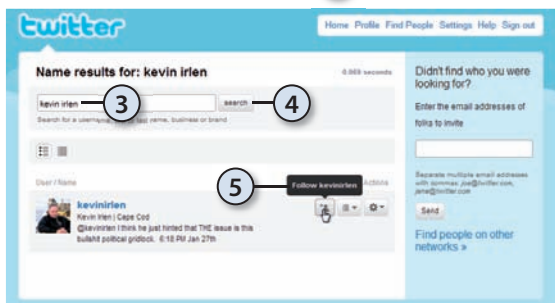 twitter
Home Profile Find People Settings Help Sign out
Name results for: kevin irlen
0.069 seconds
kevin irlen
3
search
4
Search for a username, or last name, business or brand
5
User / Name
Follow kevinirlen
Actions
kevinirlen
Kevin Irlen | Cape Cod
@kevinirlen I think he just hinted that THE issue is this
bullshit political gridlock. 6:18 PM Jan 27th
Didn't find who you were
looking for?
Enter the email addresses of
folks to invite
Separate multiple email addresses
with commas: joe@twitter.com,
jane@twitter.com
Send
Find people on other
networks »